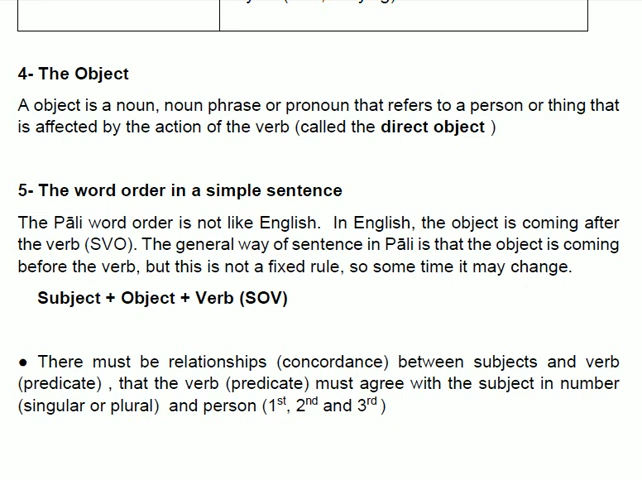 4- The Object
A object is a noun, noun phrase or pronoun that refers to a person or thing that
is affected by the action of the verb (called the direct object )
5- The word order in a simple sentence
The Pāli word order is not like English.  In English, the object is coming after
the verb (SVO). The general way of sentence in Pāli is that the object is coming
before the verb, but this is not a fixed rule, so some time it may change.
Subject + Object + Verb (SOV)
● There must be relationships (concordance) between subjects and verb
(predicate) , that the verb (predicate) must agree with the subject in number
(singular or plural)  and person (1st, 2nd and 3rd )